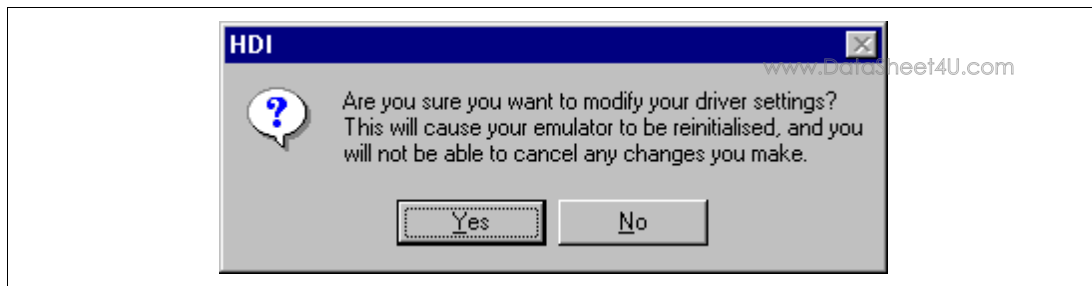 HDI
www.DataSheet4U.com
Are you sure you want to modify your driver settings?
This will cause your emulator to be reinitialised, and you
will not be able to cancel any changes you make.
Yes
No